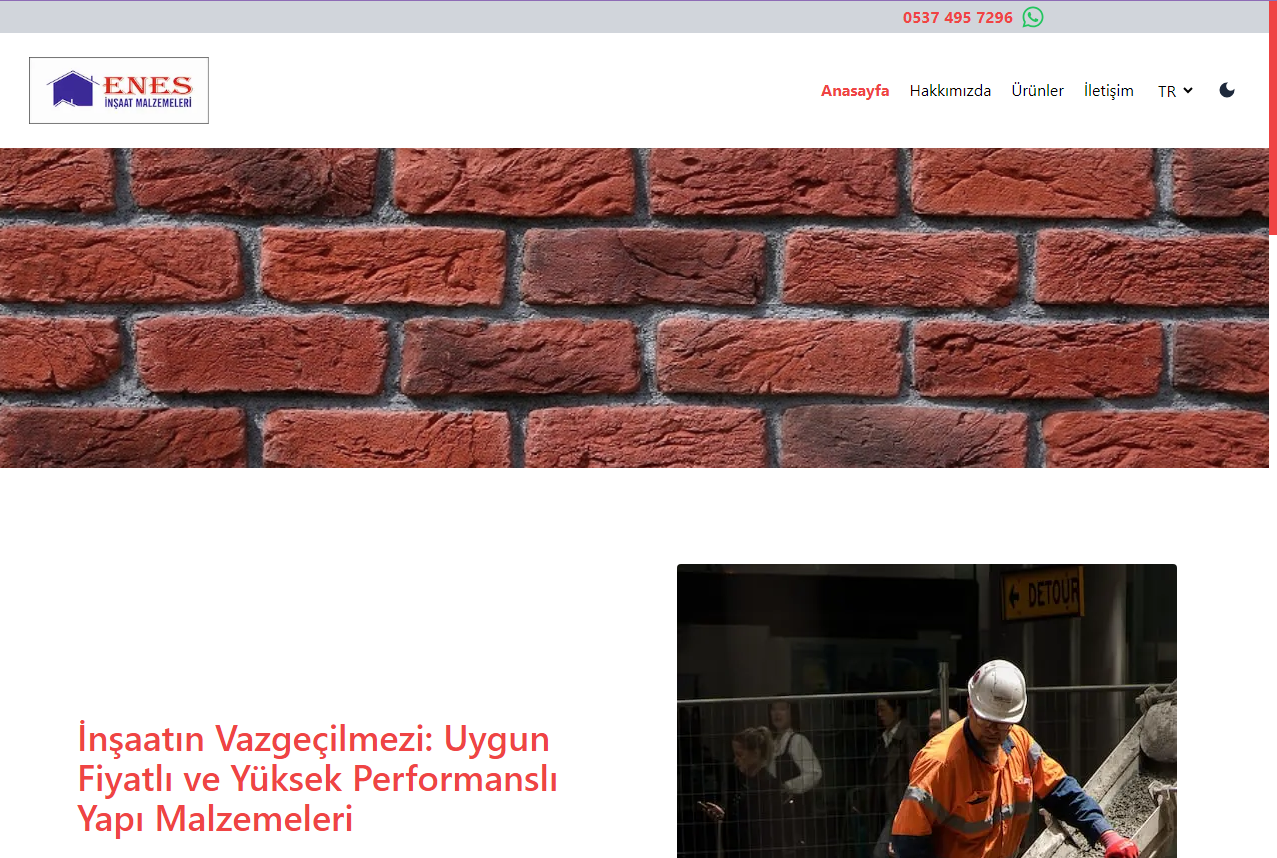 0537 495 7296
ENES
İNŞAAT MALZEMELERİ
Anasayfa Hakkımızda Ürünler İletişim TR
DETOUR
İnşaatın Vazgeçilmezi: Uygun
Fiyatlı ve Yüksek Performanslı
Yapı Malzemeleri